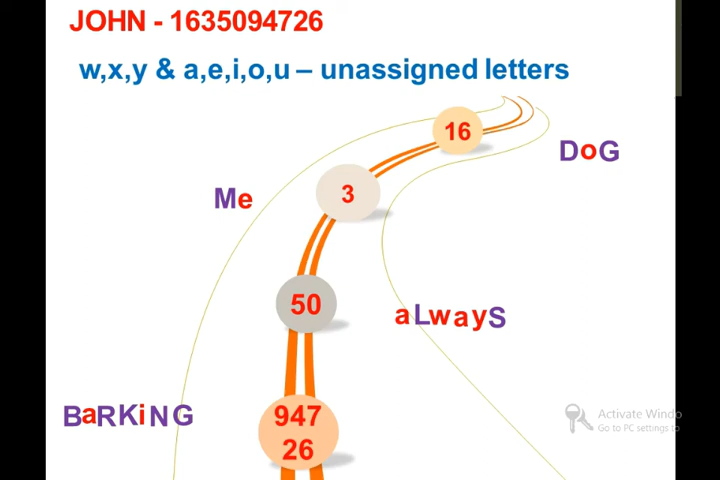 JOHN - 1635094726
w,x,y & a,e,i,o,u – unassigned letters
16
DoG
3
Me
50
aLwayS
BaRKiNG
947
26
Activate Windo
Go to PC settings to